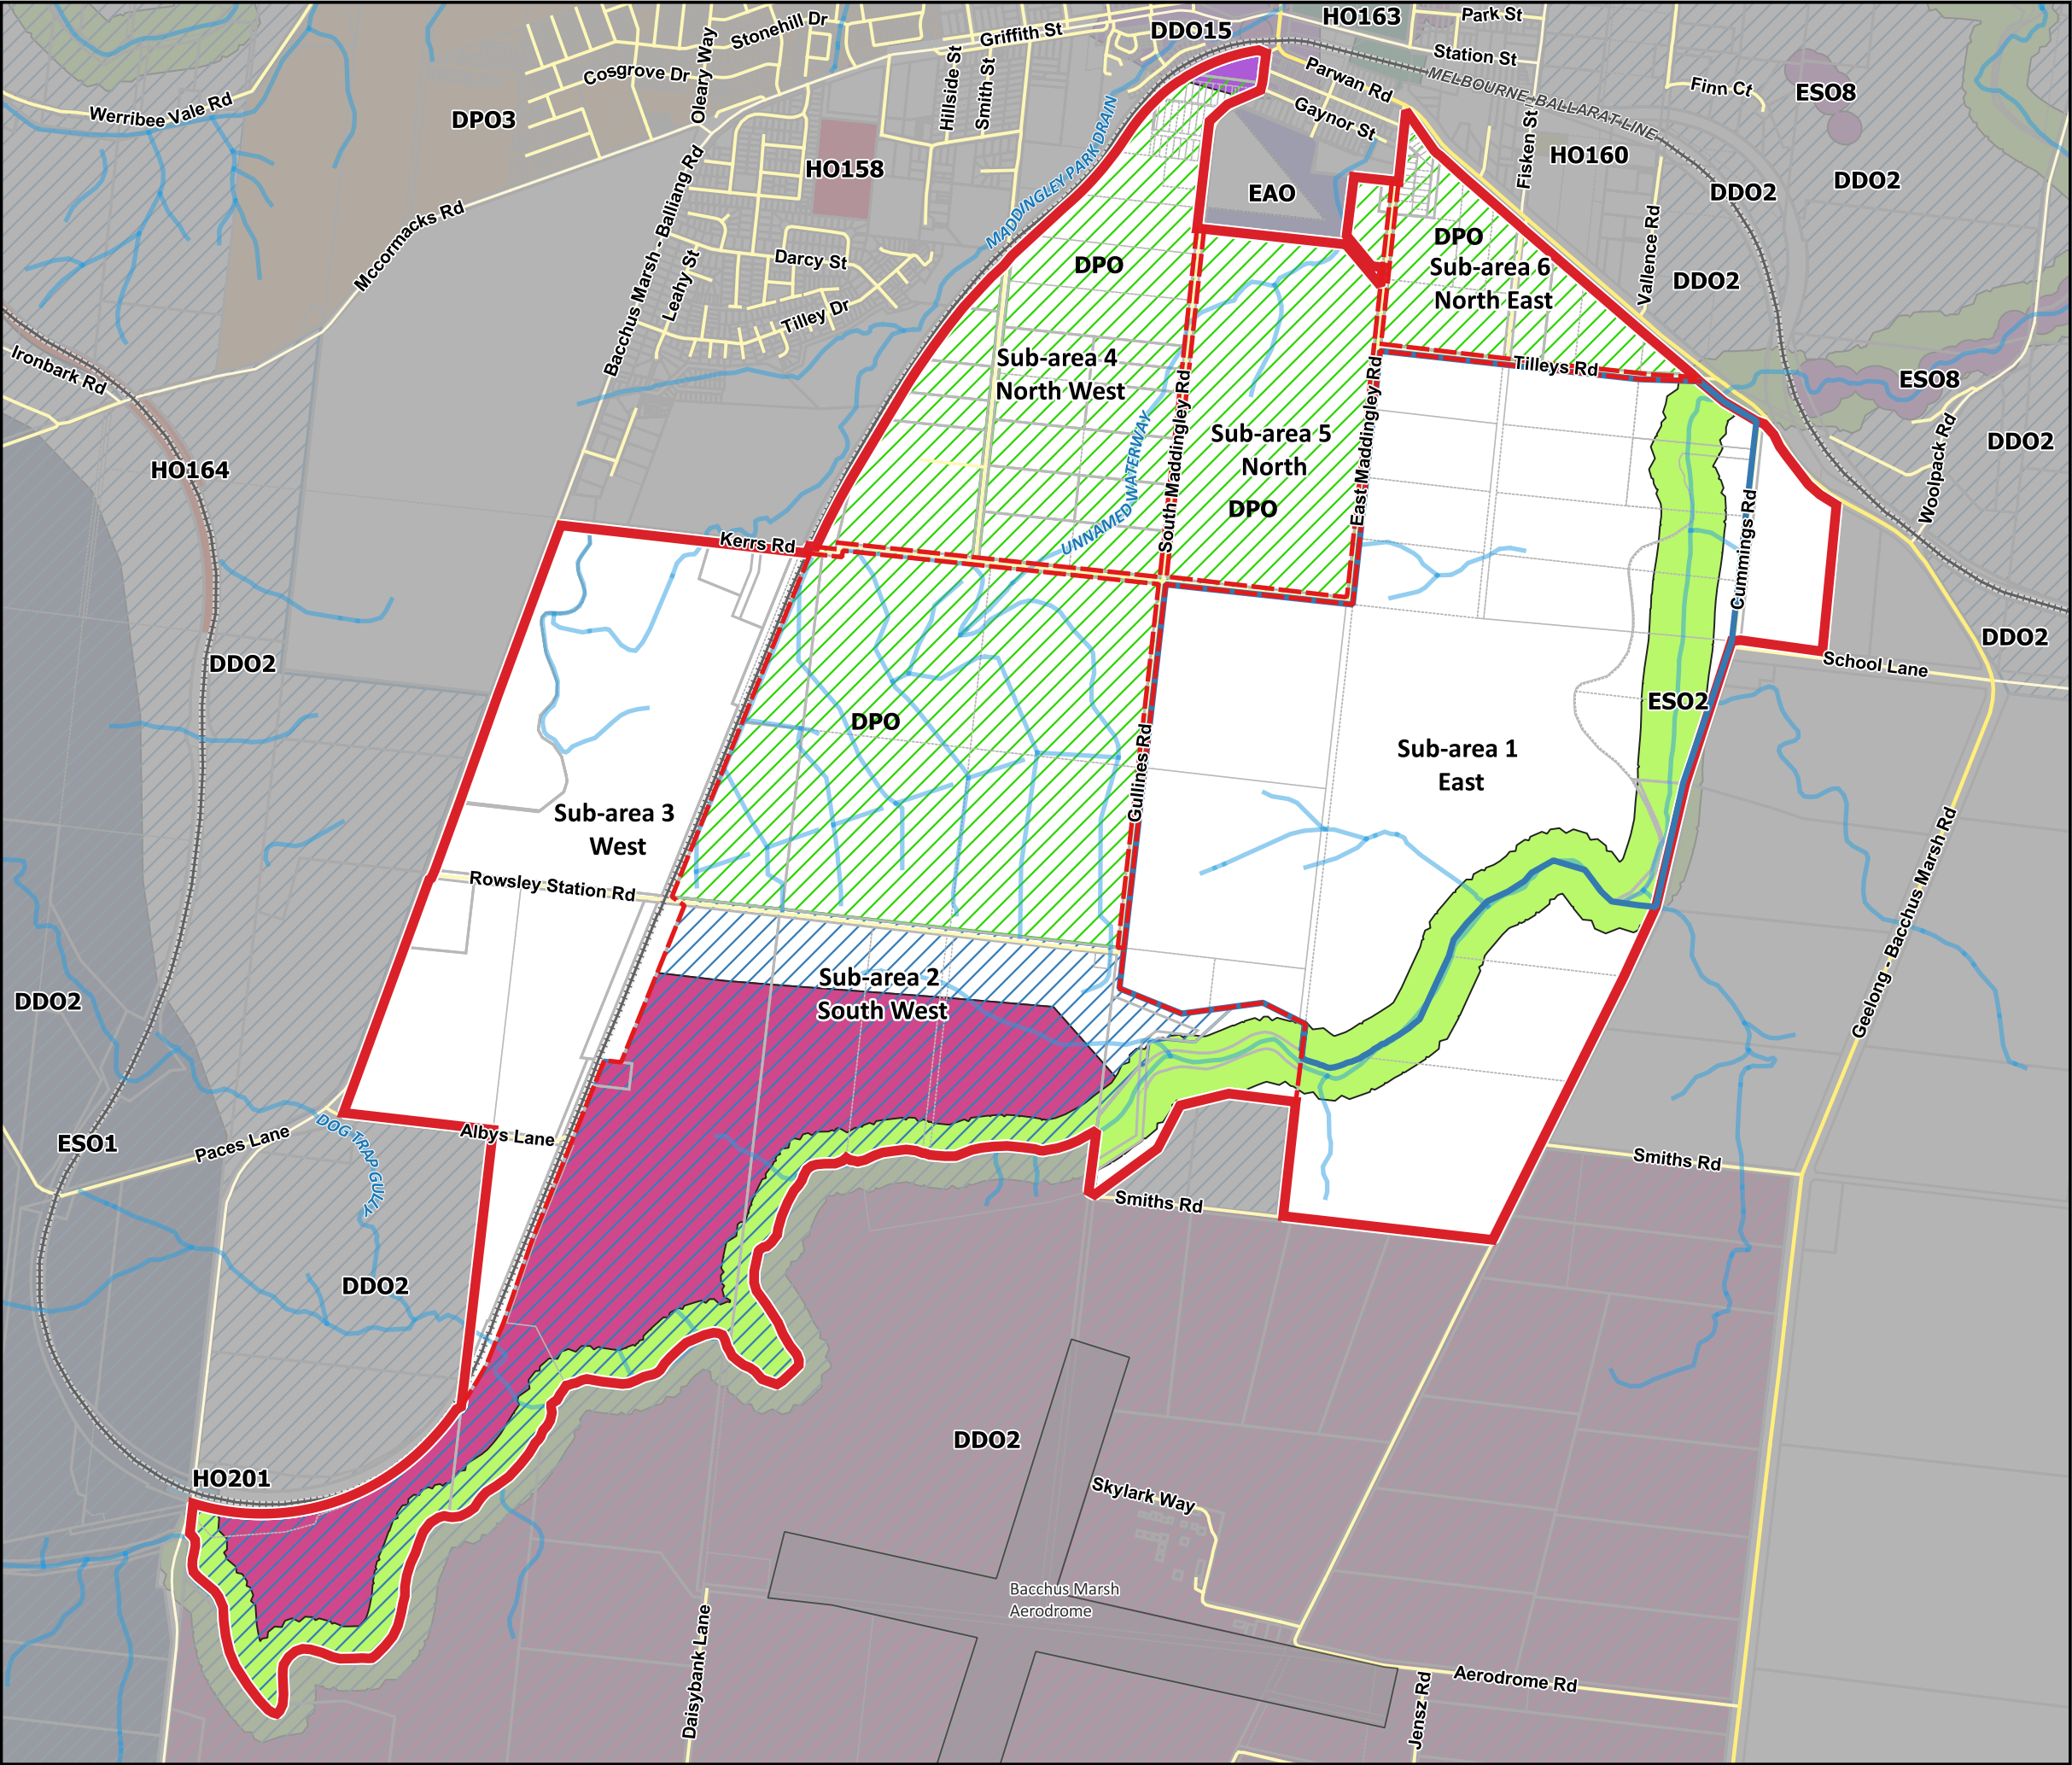 HO163
Park St
DDO15
Stonehill Dr
Griffith St
Oleary Way
Station St
Cosgrove Dr
Hillside St
Smith St
Parwan Rd
MELBOURNE_BALLARAT LINE
Finn Ct
ESO8
Werribee Vale Rd
DPO3
MADDINGLEY PARK DRAIN
Gaynor St
Fisken St
HO160
HO158
EAO
DDO2
DDO2
Mccormacks Rd
Bacchus Marsh - Balliang Rd
Leahy St
Darcy St
DPO
DPO
Sub-area 6
North East
Vallence Rd
DDO2
Tilley Dr
Ironbark Rd
Sub-area 4
North West
Tilleys Rd
ESO8
South Maddingley Rd
East Maddingley Rd
UNNAMED WATERWAY
Sub-area 5
North
DPO
HO164
DDO2
Woolpack Rd
Cummings Rd
Kerrs Rd
DDO2
DDO2
School Lane
ESO2
DPO
Gullines Rd
Sub-area 1
East
Sub-area 3
West
Geelong - Bacchus Marsh Rd
Rowsley Station Rd
DDO2
Sub-area 2
South West
DOG TRAP GULLY
ESO1
Paces Lane
Albys Lane
Smiths Rd
Smiths Rd
DDO2
DDO2
HO201
Skylark Way
Bacchus Marsh
Aerodrome
Daisybank Lane
Aerodrome Rd
Jensz Rd